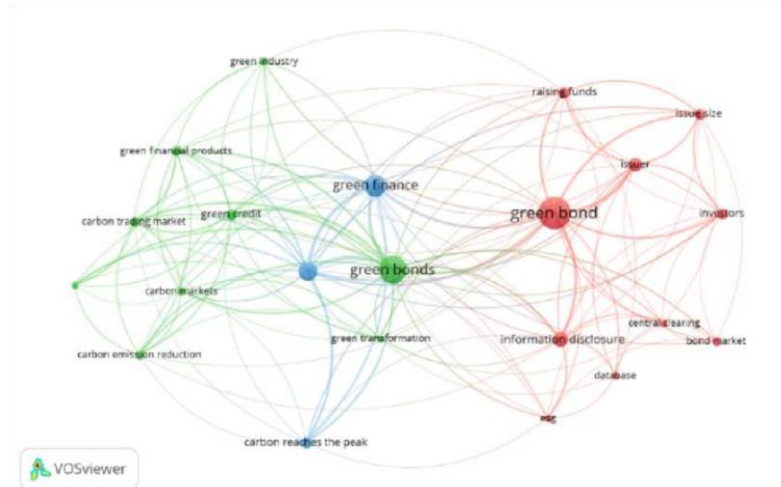 green industry
raising funds
issue size
green financial products
issuer
green finance
carbon trading market
green credit
green bond
investors
green bonds
carbon markets
central clearing
green transformation
information disclosure
bond market
carbon emission reduction
database
esg
carbon reaches the peak
VOSviewer